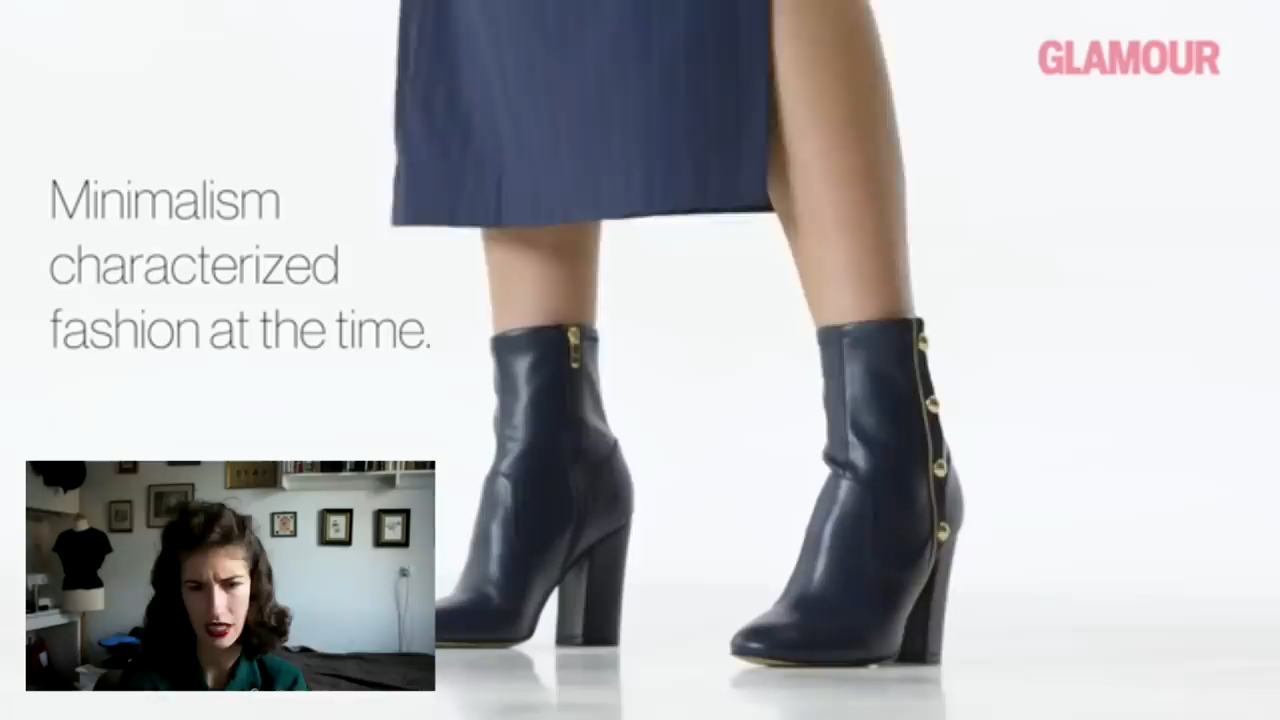 GLAMOUR
Minimalism
characterized
fashion at the time.